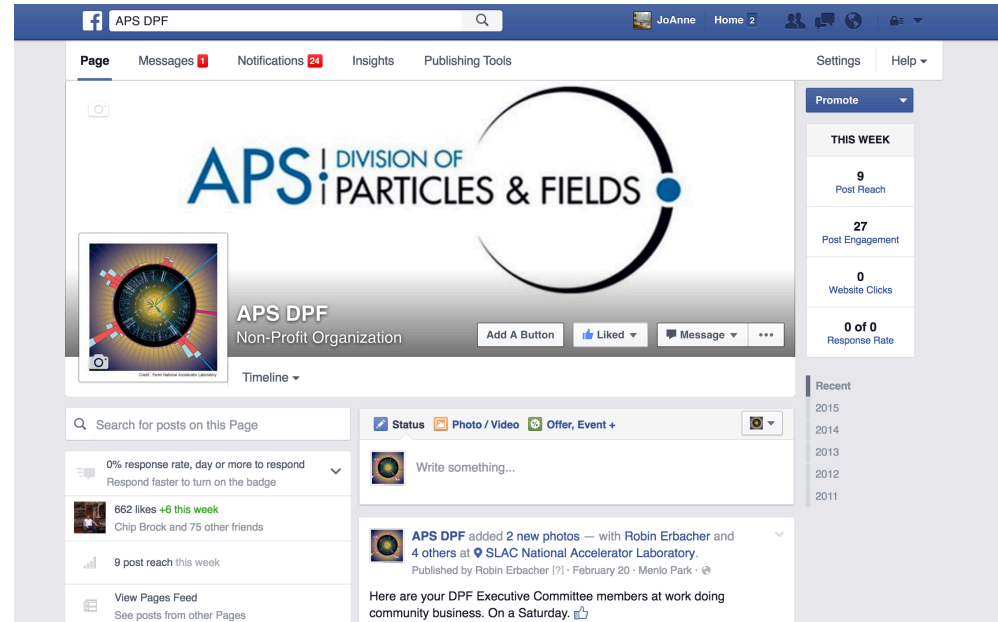 APS DPF
JoAnne
Home 2
Page
Messages 1
Notifications 24
Insights
Publishing Tools
Settings
Help
APS
DIVISION OF
PARTICLES & FIELDS
Promote
THIS WEEK
9
Post Reach
27
Post Engagement
0
Website Clicks
0 of 0
Response Rate
Credit : Fermi National Accelerator Laboratory
APS DPF
Non-Profit Organization
Add A Button
Liked
Message
Timeline
Recent
2015
2014
2013
2012
2011
Search for posts on this Page
0% response rate, day or more to respond
Respond faster to turn on the badge
662 likes +6 this week
Chip Brock and 75 other friends
9 post reach this week
View Pages Feed
See posts from other Pages
Status
Photo / Video
Offer, Event +
Write something...
APS DPF added 2 new photos — with Robin Erbacher and
4 others at SLAC National Accelerator Laboratory.
Published by Robin Erbacher [?] · February 20 · Menlo Park ·
Here are your DPF Executive Committee members at work doing
community business. On a Saturday.